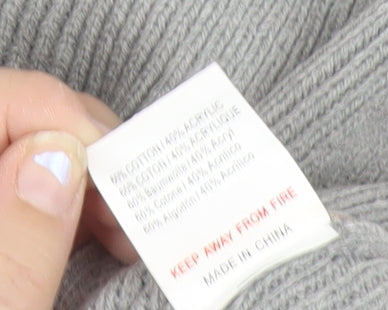 60% COTTON / 40% ACRYLIC
60% COTON / 40% ACRYLIQUE
60% Baumwolle / 40% Acryl
60% Cotone / 40% Acrilico
60% Algodón / 40% Acrílico
KEEP AWAY FROM FIRE
MADE IN CHINA